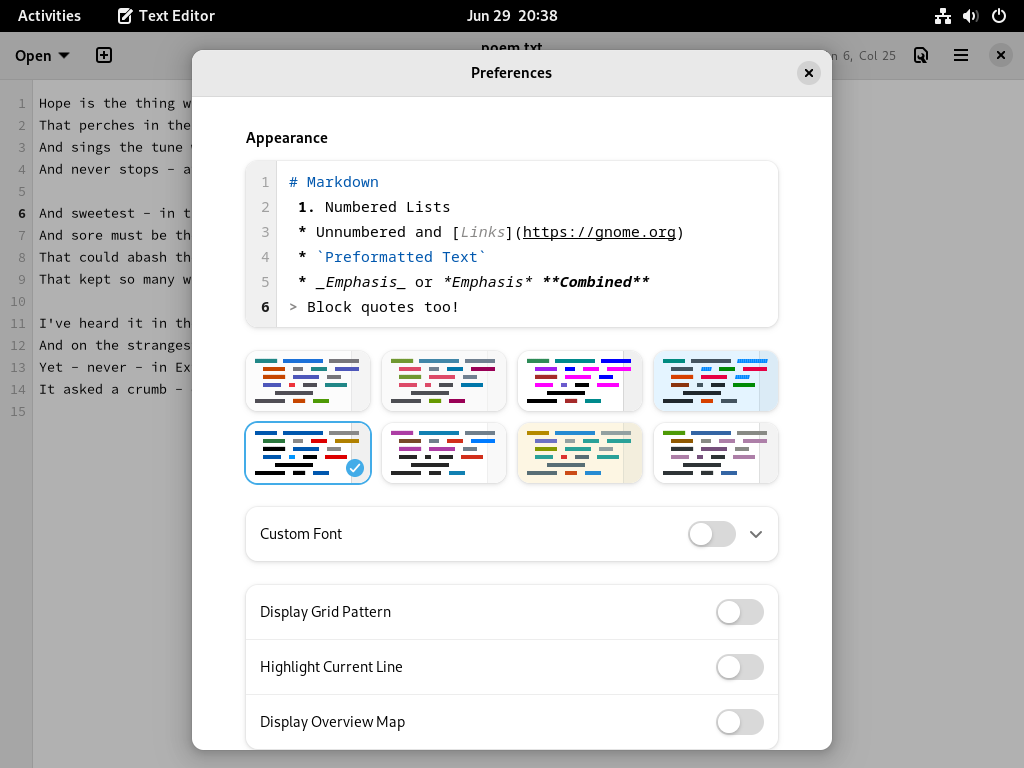 Activities
Text Editor
Jun 29 20:38
Open
poem.txt
6, Col 25
Preferences
1 Hope is the thing
2 That perches in the
3 And sings the tune
4 And never stops – a
5
6 And sweetest – in t
7 And sore must be th
8 That could abash th
9 That kept so many w
10
11 I've heard it in th
12 And on the stranges
13 Yet – never – in Ex
14 It asked a crumb –
15
Appearance
1 # Markdown
2 1. Numbered Lists
3 * Unnumbered and [Links](https://gnome.org)
4 * `Preformatted Text`
5 * _Emphasis_ or *Emphasis* **Combined**
6 > Block quotes too!
Custom Font
Display Grid Pattern
Highlight Current Line
Display Overview Map